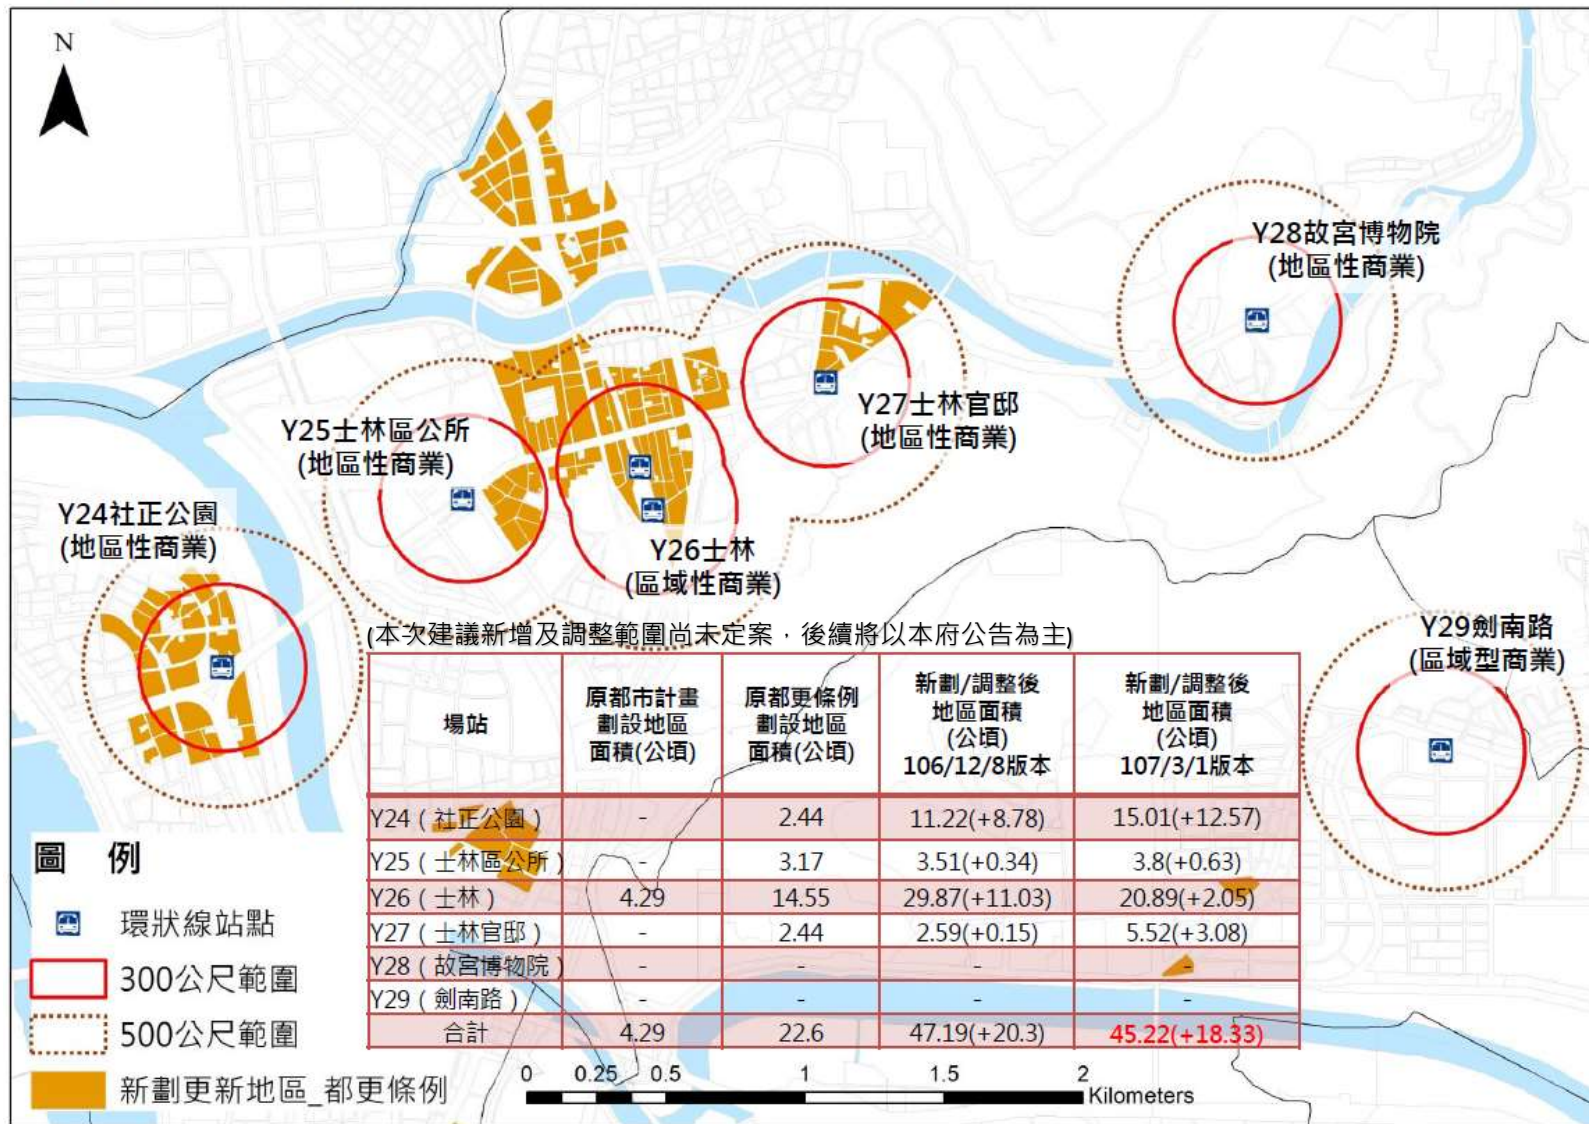 N
Y28故宮博物院
(地區性商業)
Y27士林官邸
(地區性商業)
Y25士林區公所
(地區性商業)
Y24社正公園
(地區性商業)
Y26士林
(區域性商業)
Y29劍南路
(區域型商業)
(本次建議新增及調整範圍尚未定案，後續將以本府公告為主)
場站 原都市計畫劃設地區面積(公頃) 原都更條例劃設地區面積(公頃) 新劃/調整後地區面積(公頃)106/12/8版本 新劃/調整後地區面積(公頃)107/3/1版本
Y24（社正公園） - 2.44 11.22(+8.78) 15.01(+12.57)
Y25（士林區公所） - 3.17 3.51(+0.34) 3.8(+0.63)
Y26（士林） 4.29 14.55 29.87(+11.03) 20.89(+2.05)
Y27（士林官邸） - 2.44 2.59(+0.15) 5.52(+3.08)
Y28（故宮博物院） - - - -
Y29（劍南路） - - - -
合計 4.29 22.6 47.19(+20.3) 45.22(+18.33)
圖 例
環狀線站點
300公尺範圍
500公尺範圍
新劃更新地區_都更條例
0 0.25 0.5 1 1.5 2
Kilometers